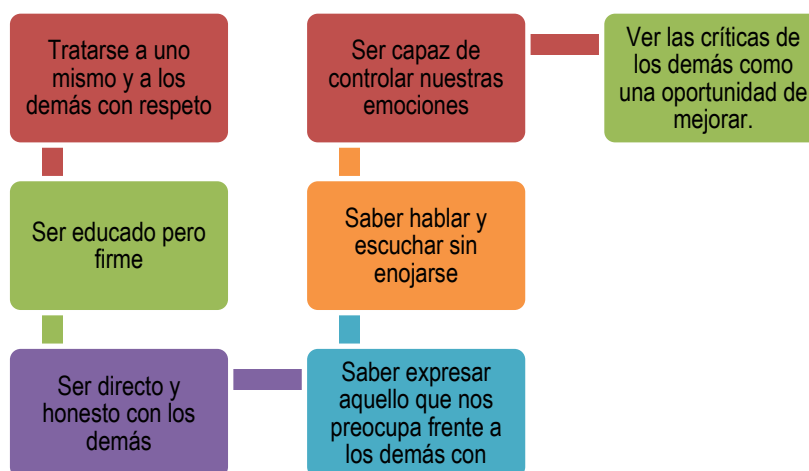 Tratarse a uno
mismo y a los
demás con respeto
Ser educado pero
firme
Ser directo y
honesto con los
demás
Saber expresar
aquello que nos
preocupa frente a
los demás con
Saber hablar y
escuchar sin
enojarse
Ser capaz de
controlar nuestras
emociones
Ver las críticas de
los demás como
una oportunidad de
mejorar.